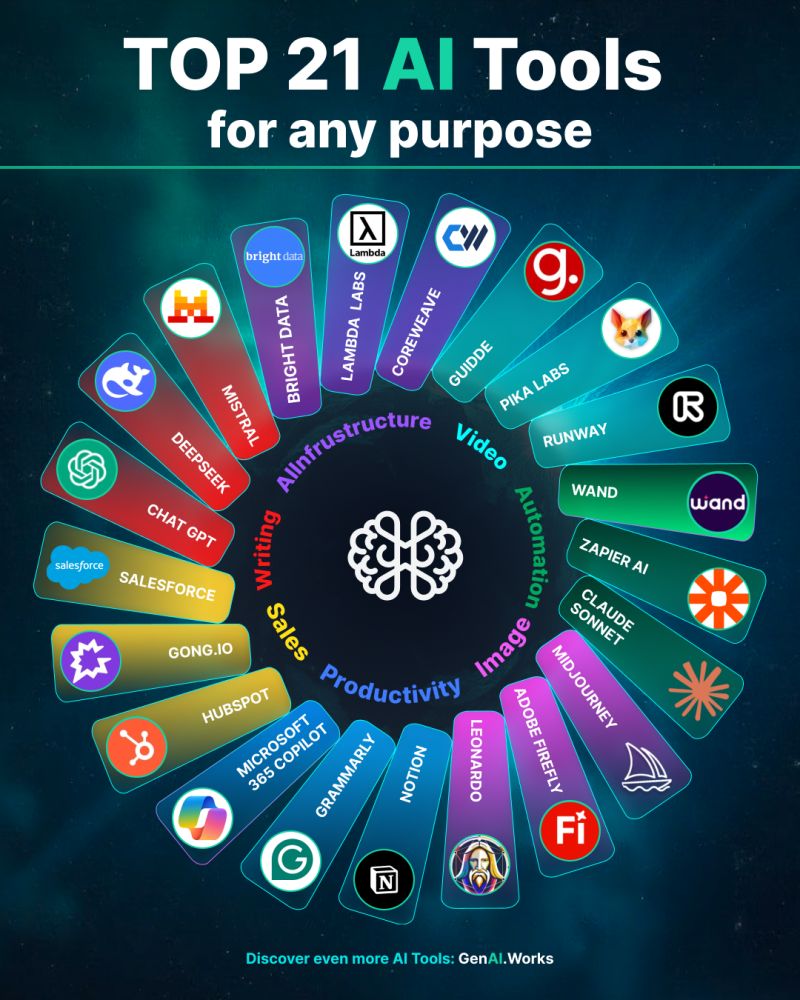 TOP 21 AI Tools
for any purpose
bright data
BRIGHT DATA
Lambda
LAMBDA LABS
CW
COREWEAVE
g.
GUIDDE
PIKA LABS
R
RUNWAY
WAND
wand
ZAPIER AI
CLAUDE
SONNET
MIDJOURNEY
ADOBE FIREFLY
Fi
LEONARDO
NOTION
N
GRAMMARLY
G
MICROSOFT
365 COPILOT
HUBSPOT
GONG.IO
salesforce
SALESFORCE
CHAT GPT
DEEPSEEK
MISTRAL
AIInfrustructure
Video
Automation
Image
Productivity
Sales
Writing
Discover even more AI Tools: GenAI.Works